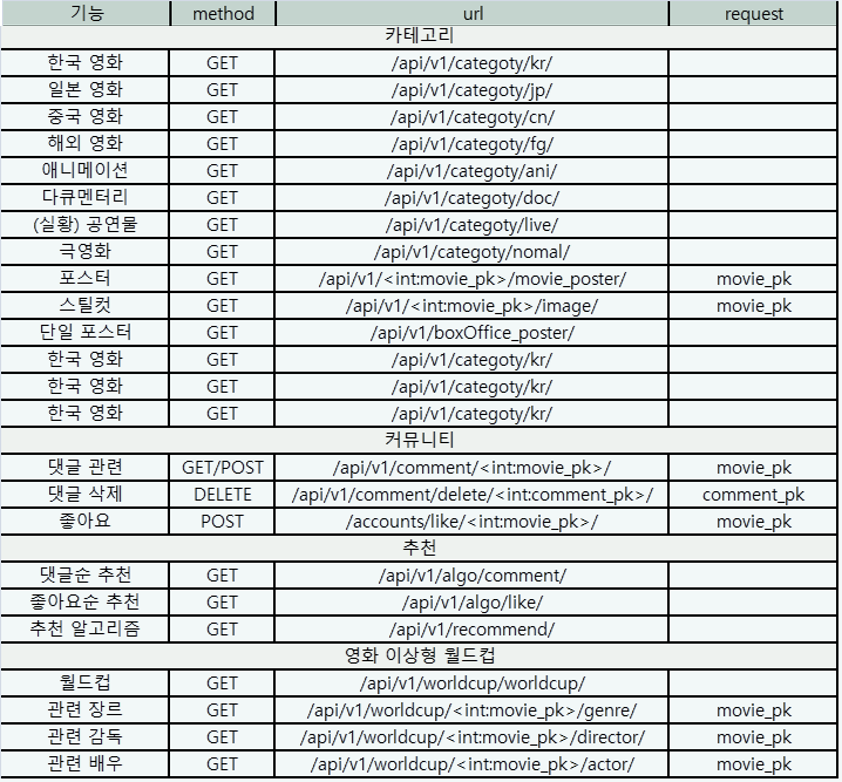 기능 method url request
카테고리
한국 영화 GET /api/v1/categoty/kr/
일본 영화 GET /api/v1/categoty/jp/
중국 영화 GET /api/v1/categoty/cn/
해외 영화 GET /api/v1/categoty/fg/
애니메이션 GET /api/v1/categoty/ani/
다큐멘터리 GET /api/v1/categoty/doc/
(실황) 공연물 GET /api/v1/categoty/live/
극영화 GET /api/v1/categoty/nomal/
포스터 GET /api/v1/<int:movie_pk>/movie_poster/ movie_pk
스틸컷 GET /api/v1/<int:movie_pk>/image/ movie_pk
단일 포스터 GET /api/v1/boxOffice_poster/
한국 영화 GET /api/v1/categoty/kr/
한국 영화 GET /api/v1/categoty/kr/
한국 영화 GET /api/v1/categoty/kr/
커뮤니티
댓글 관련 GET/POST /api/v1/comment/<int:movie_pk>/ movie_pk
댓글 삭제 DELETE /api/v1/comment/delete/<int:comment_pk>/ comment_pk
좋아요 POST /accounts/like/<int:movie_pk>/ movie_pk
추천
댓글순 추천 GET /api/v1/algo/comment/
좋아요순 추천 GET /api/v1/algo/like/
추천 알고리즘 GET /api/v1/recommend/
영화 이상형 월드컵
월드컵 GET /api/v1/worldcup/worldcup/
관련 장르 GET /api/v1/worldcup/<int:movie_pk>/genre/ movie_pk
관련 감독 GET /api/v1/worldcup/<int:movie_pk>/director/ movie_pk
관련 배우 GET /api/v1/worldcup/<int:movie_pk>/actor/ movie_pk